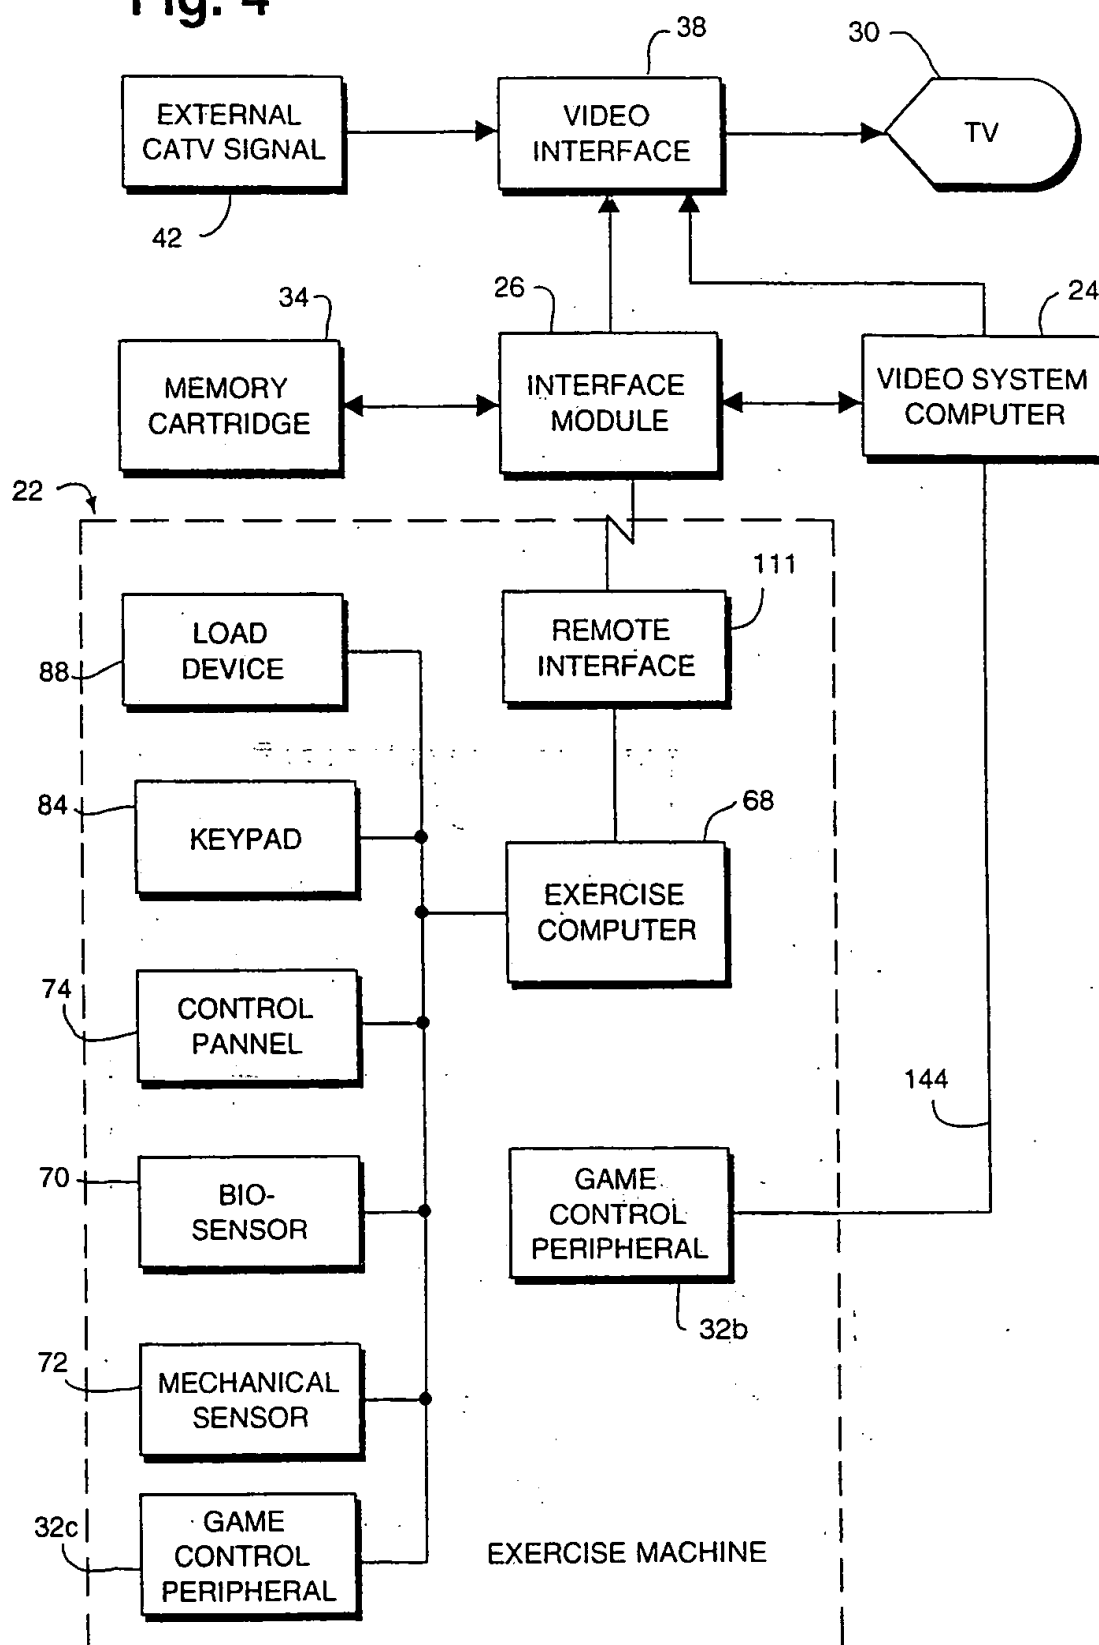 Fig. 4
38
30
EXTERNAL
CATV SIGNAL
VIDEO
INTERFACE
TV
42
34
26
24
MEMORY
CARTRIDGE
INTERFACE
MODULE
VIDEO SYSTEM
COMPUTER
22
111
LOAD
DEVICE
REMOTE
INTERFACE
88
84
68
KEYPAD
EXERCISE
COMPUTER
74
CONTROL
PANNEL
144
70
BIO-
SENSOR
GAME
CONTROL
PERIPHERAL
32b
72
MECHANICAL
SENSOR
32c
GAME
CONTROL
PERIPHERAL
EXERCISE MACHINE